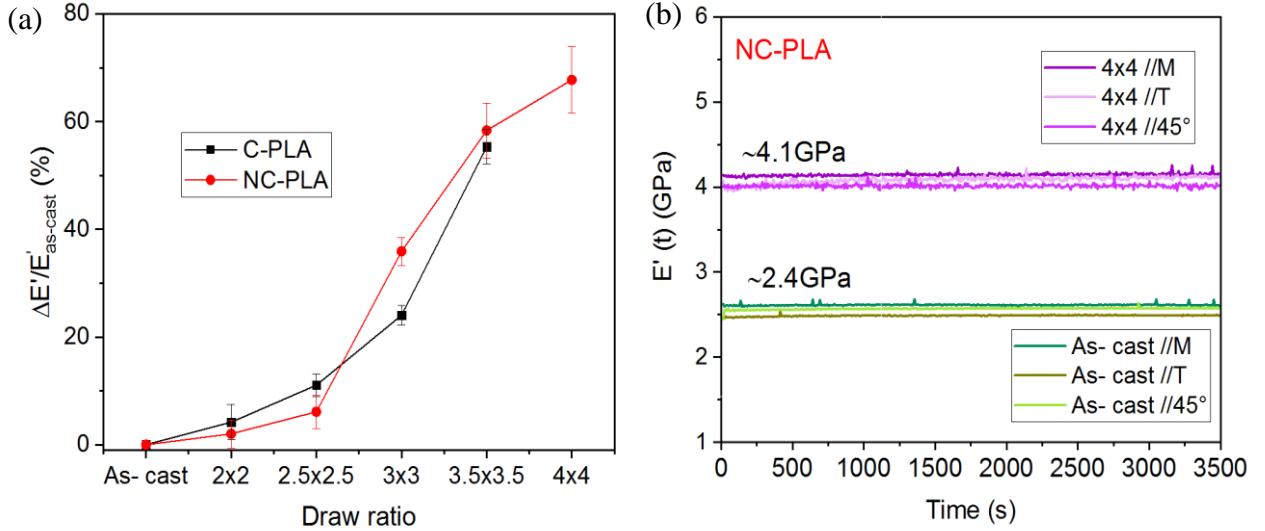 (a)
80
60
40
20
0
ΔE'/E'as-cast (%)
C-PLA
NC-PLA
As- cast
2x2
2.5x2.5
3x3
3.5x3.5
4x4
Draw ratio
(b)
6
5
4
3
2
1
E' (t) (GPa)
NC-PLA
4x4 //M
4x4 //T
4x4 //45°
~4.1GPa
~2.4GPa
As- cast //M
As- cast //T
As- cast //45°
0
500
1000
1500
2000
2500
3000
3500
Time (s)